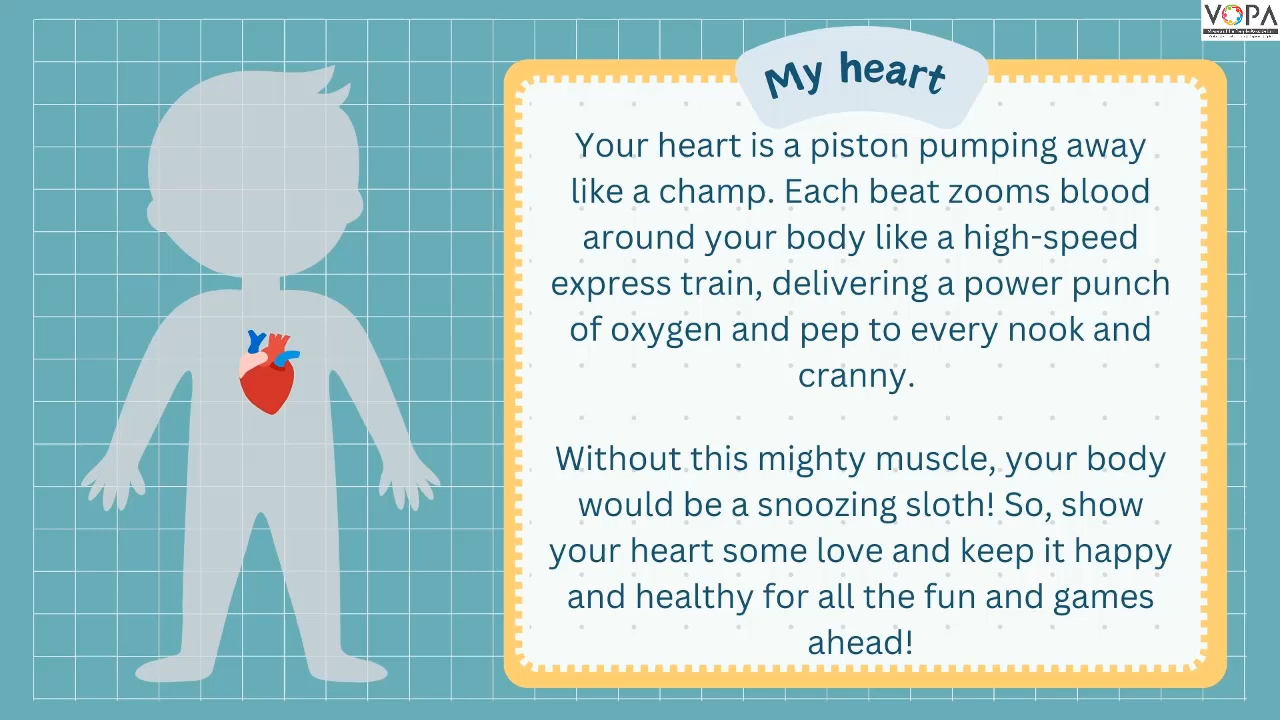 VOPA
My heart
Your heart is a piston pumping away
like a champ. Each beat zooms blood
around your body like a high-speed
express train, delivering a power punch
of oxygen and pep to every nook and
cranny.
Without this mighty muscle, your body
would be a snoozing sloth! So, show
your heart some love and keep it happy
and healthy for all the fun and games
ahead!